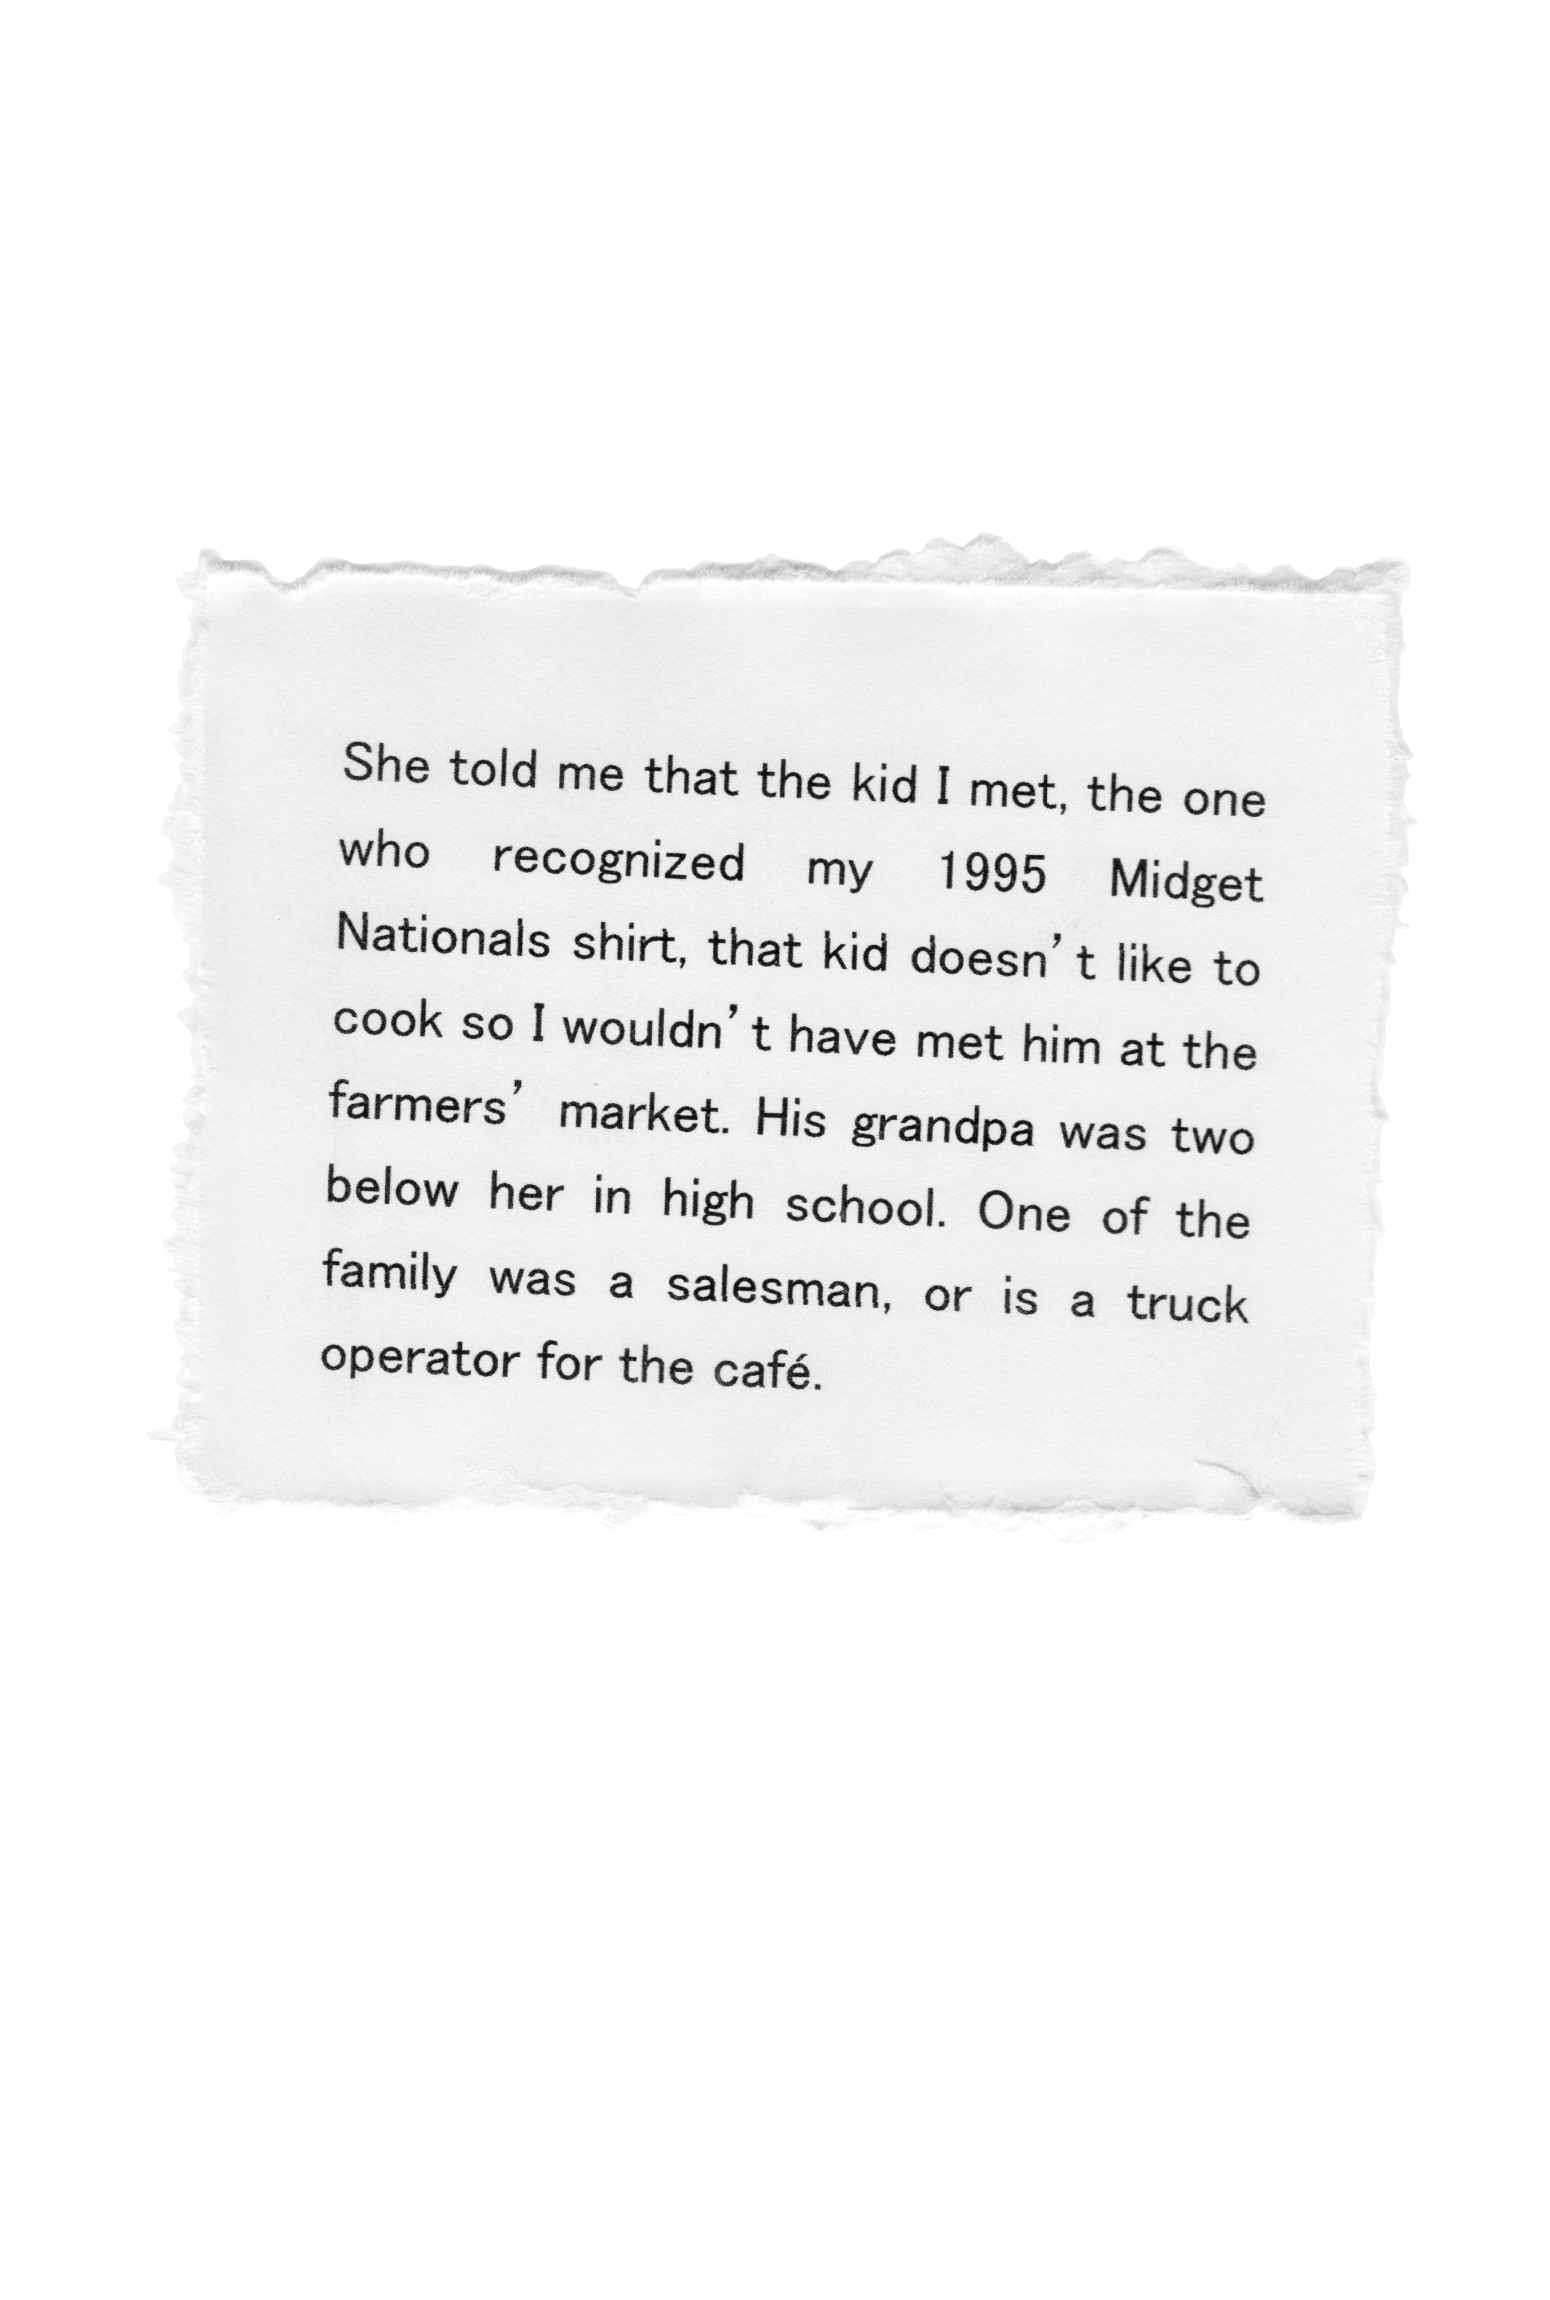 She told me that the kid I met, the one
who recognized my 1995 Midget
Nationals shirt, that kid doesn’t like to
cook so I wouldn’t have met him at the
farmers’ market. His grandpa was two
below her in high school. One of the
family was a salesman, or is a truck
operator for the café.